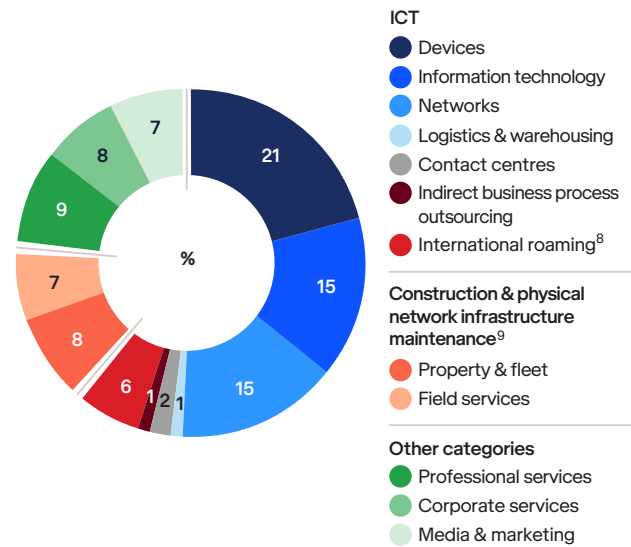 21
15
15
1
2
1
6
8
7
9
8
7
%
ICT
Devices
Information technology
Networks
Logistics & warehousing
Contact centres
Indirect business process
outsourcing
International roaming⁸
Construction & physical
network infrastructure
maintenance⁹
Property & fleet
Field services
Other categories
Professional services
Corporate services
Media & marketing